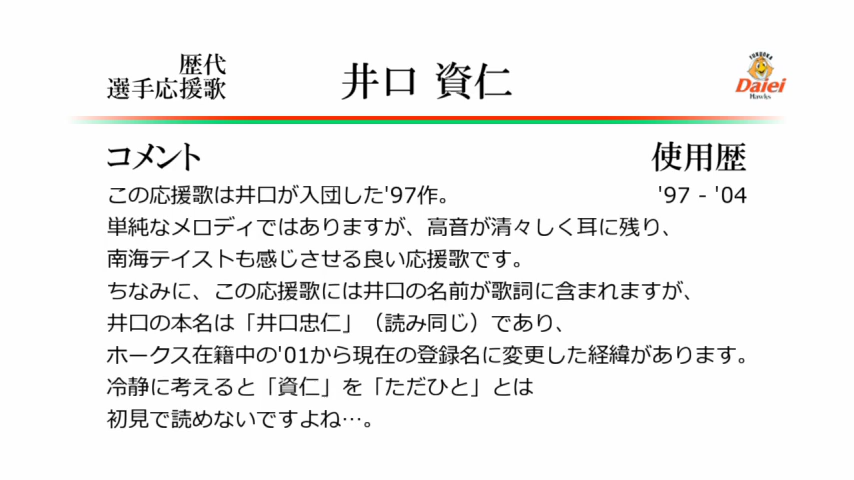 歴代
選手応援歌
井口 資仁
FUKUOKA
Daiei
Hawks
コメント
使用歴
この応援歌は井口が入団した'97作。
'97 - '04
単純なメロディではありますが、高音が清々しく耳に残り、
南海テイストも感じさせる良い応援歌です。
ちなみに、この応援歌には井口の名前が歌詞に含まれますが、
井口の本名は「井口忠仁」（読み同じ）であり、
ホークス在籍中の'01から現在の登録名に変更した経緯があります。
冷静に考えると「資仁」を「ただひと」とは
初見で読めないですよね…。